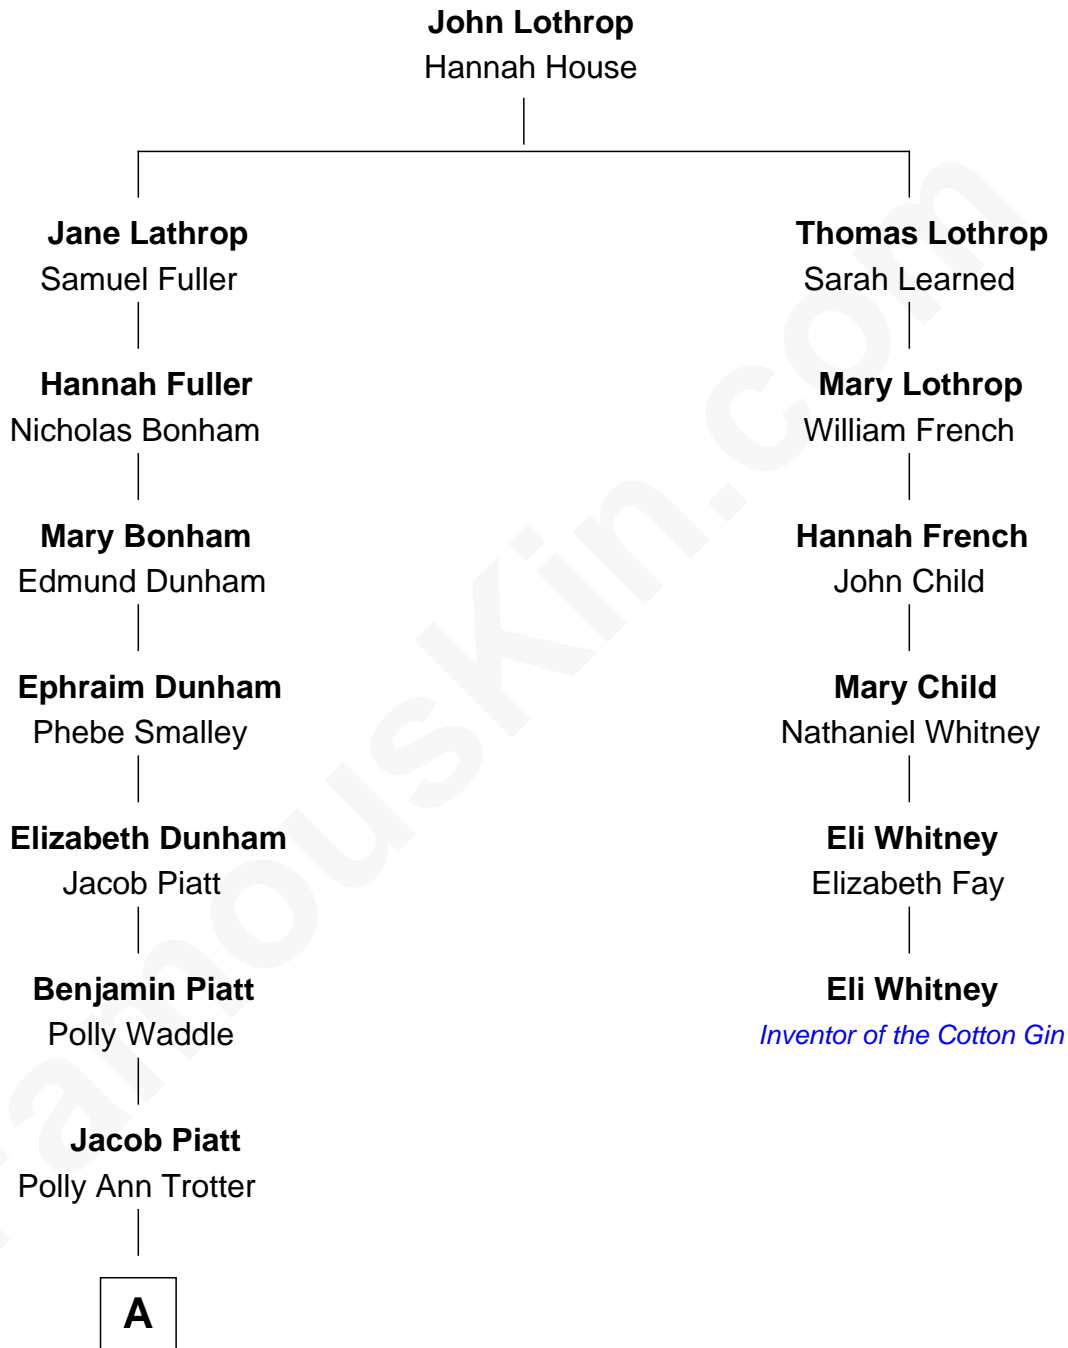 John Lothrop
Hannah House
Jane Lathrop
Samuel Fuller
Thomas Lothrop
Sarah Learned
Hannah Fuller
Nicholas Bonham
Mary Lothrop
William French
Mary Bonham
Edmund Dunham
Hannah French
John Child
Ephraim Dunham
Phebe Smalley
Mary Child
Nathaniel Whitney
Elizabeth Dunham
Jacob Piatt
Eli Whitney
Elizabeth Fay
Benjamin Piatt
Polly Waddle
Eli Whitney
Inventor of the Cotton Gin
Jacob Piatt
Polly Ann Trotter
A
FamousKin.com